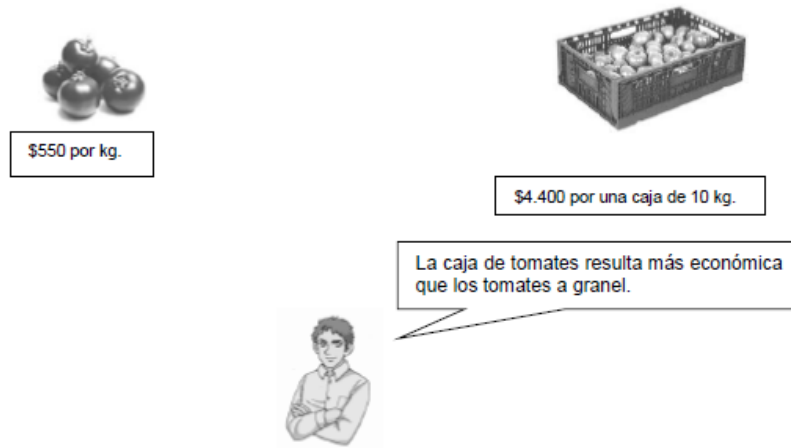 $550 por kg.
$4.400 por una caja de 10 kg.
La caja de tomates resulta más económica
que los tomates a granel.